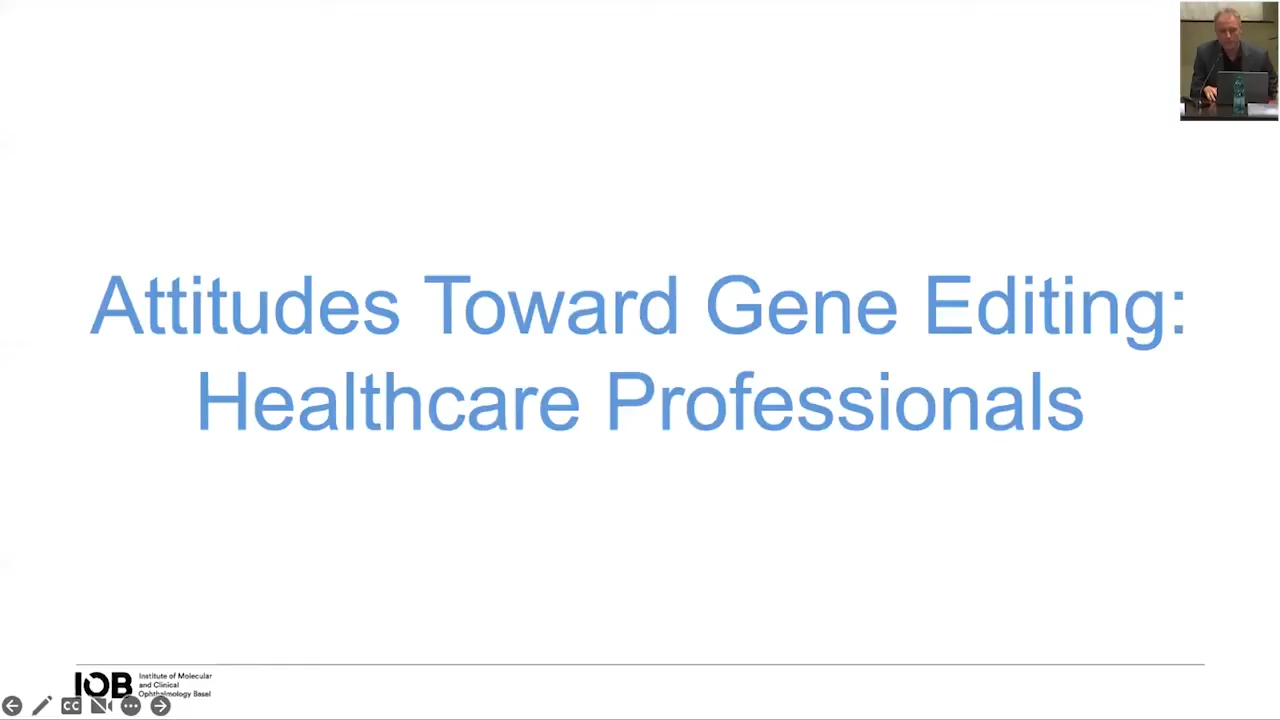 Attitudes Toward Gene Editing:
Healthcare Professionals
IOB
Institute of Molecular
and Clinical
Ophthalmology Basel
CC